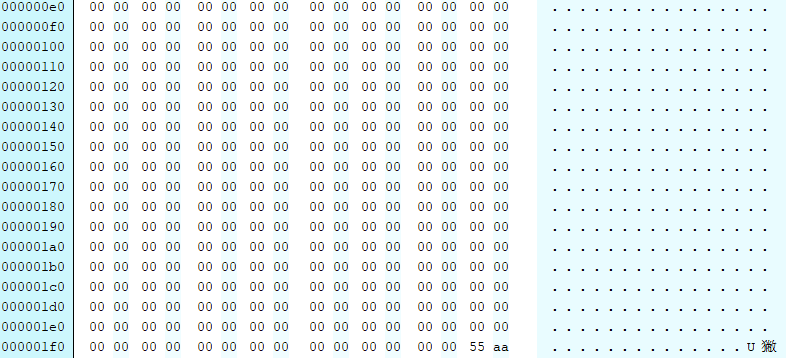 000000e0 00 00 00 00 00 00 00 00 00 00 00 00 00 00 00 00 . . . . . . . . . . . . . . . .
000000f0 00 00 00 00 00 00 00 00 00 00 00 00 00 00 00 00 . . . . . . . . . . . . . . . .
00000100 00 00 00 00 00 00 00 00 00 00 00 00 00 00 00 00 . . . . . . . . . . . . . . . .
00000110 00 00 00 00 00 00 00 00 00 00 00 00 00 00 00 00 . . . . . . . . . . . . . . . .
00000120 00 00 00 00 00 00 00 00 00 00 00 00 00 00 00 00 . . . . . . . . . . . . . . . .
00000130 00 00 00 00 00 00 00 00 00 00 00 00 00 00 00 00 . . . . . . . . . . . . . . . .
00000140 00 00 00 00 00 00 00 00 00 00 00 00 00 00 00 00 . . . . . . . . . . . . . . . .
00000150 00 00 00 00 00 00 00 00 00 00 00 00 00 00 00 00 . . . . . . . . . . . . . . . .
00000160 00 00 00 00 00 00 00 00 00 00 00 00 00 00 00 00 . . . . . . . . . . . . . . . .
00000170 00 00 00 00 00 00 00 00 00 00 00 00 00 00 00 00 . . . . . . . . . . . . . . . .
00000180 00 00 00 00 00 00 00 00 00 00 00 00 00 00 00 00 . . . . . . . . . . . . . . . .
00000190 00 00 00 00 00 00 00 00 00 00 00 00 00 00 00 00 . . . . . . . . . . . . . . . .
000001a0 00 00 00 00 00 00 00 00 00 00 00 00 00 00 00 00 . . . . . . . . . . . . . . . .
000001b0 00 00 00 00 00 00 00 00 00 00 00 00 00 00 00 00 . . . . . . . . . . . . . . . .
000001c0 00 00 00 00 00 00 00 00 00 00 00 00 00 00 00 00 . . . . . . . . . . . . . . . .
000001d0 00 00 00 00 00 00 00 00 00 00 00 00 00 00 00 00 . . . . . . . . . . . . . . . .
000001e0 00 00 00 00 00 00 00 00 00 00 00 00 00 00 00 00 . . . . . . . . . . . . . . . .
000001f0 00 00 00 00 00 00 00 00 00 00 00 00 00 00 55 aa . . . . . . . . . . . . . . U